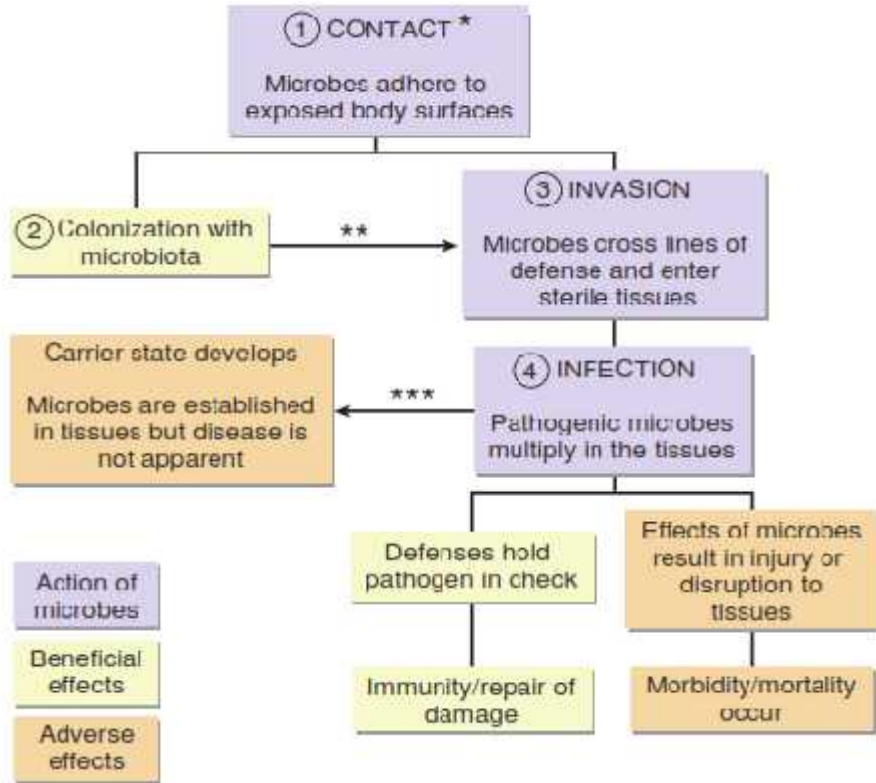 ① CONTACT *
Microbes adhere to
exposed body surfaces
② Colonization with
microbiota
**
③ INVASION
Microbes cross lines of
defense and enter
sterile tissues
Carrier state develops
Microbes are established
in tissues but disease is
not apparent
***
④ INFECTION
Pathogenic microbes
multiply in the tissues
Defenses hold
pathogen in check
Effects of microbes
result in injury or
disruption to
tissues
Immunity/repair of
damage
Morbidity/mortality
occur
Action of
microbes
Beneficial
effects
Adverse
effects